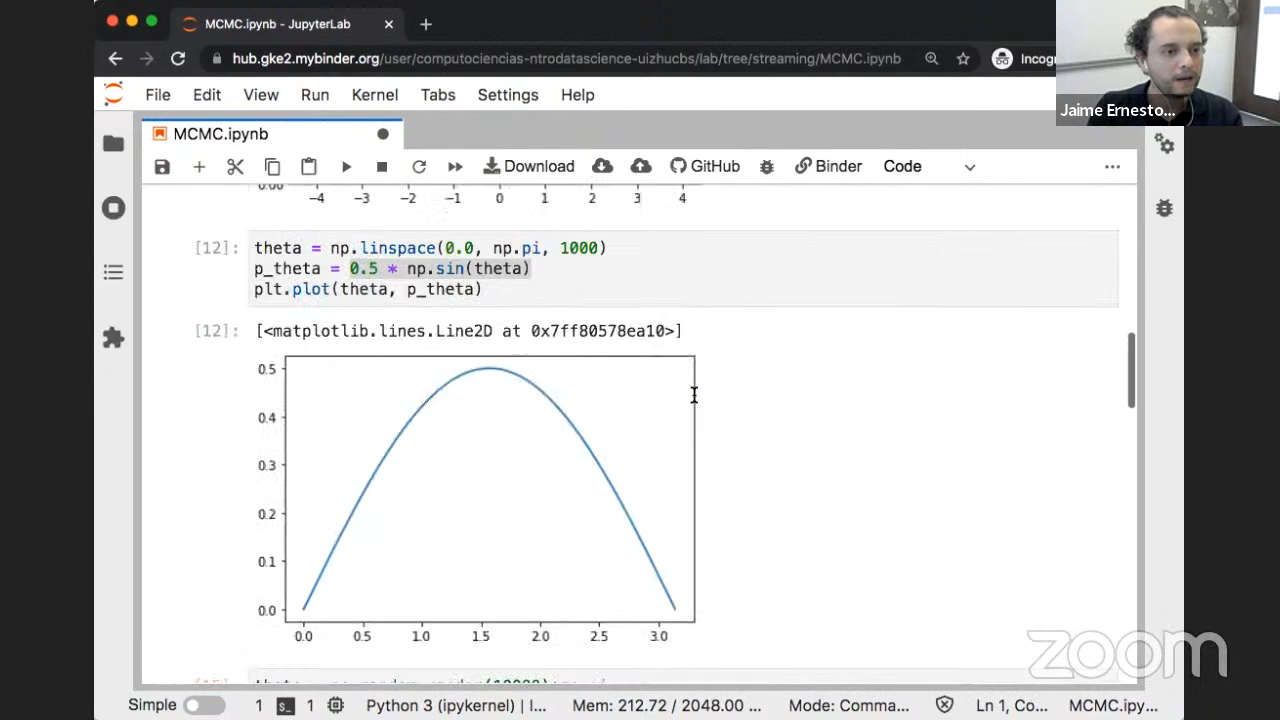 MCMC.ipynb - JupyterLab
hub.gke2.mybinder.org/user/computociencias-ntrodatascience-uizhucbs/lab/tree/streaming/MCMC.ipynb
Incogn
Jaime Ernesto...
File Edit View Run Kernel Tabs Settings Help
MCMC.ipynb
Download GitHub Binder Code
0.00
−4 −3 −2 −1 0 1 2 3 4
[12]: theta = np.linspace(0.0, np.pi, 1000)
p_theta = 0.5 * np.sin(theta)
plt.plot(theta, p_theta)
[12]: [<matplotlib.lines.Line2D at 0x7ff80578ea10>]
0.5
0.4
0.3
0.2
0.1
0.0
0.0 0.5 1.0 1.5 2.0 2.5 3.0
zoom
Simple 1 $_ 1 Python 3 (ipykernel) | I... Mem: 212.72 / 2048.00 ... Mode: Comma... Ln 1, Co... MCMC.ipy...